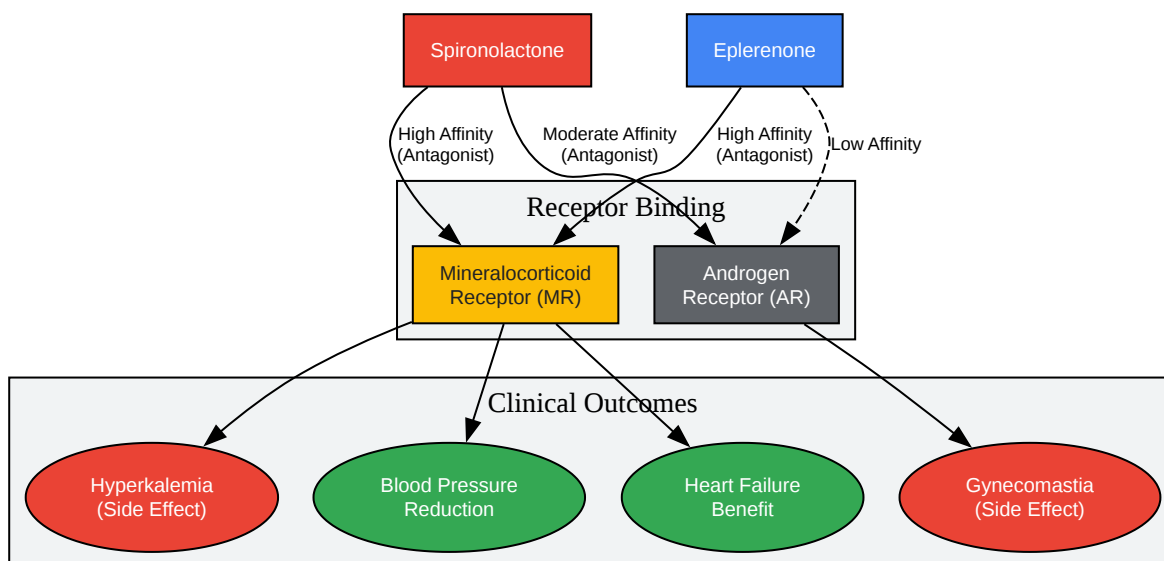 Spironolactone
Eplerenone
High Affinity
(Antagonist)
Moderate Affinity
(Antagonist)
High Affinity
(Antagonist)
Low Affinity
Receptor Binding
Mineralocorticoid
Receptor (MR)
Androgen
Receptor (AR)
Clinical Outcomes
Hyperkalemia
(Side Effect)
Blood Pressure
Reduction
Heart Failure
Benefit
Gynecomastia
(Side Effect)